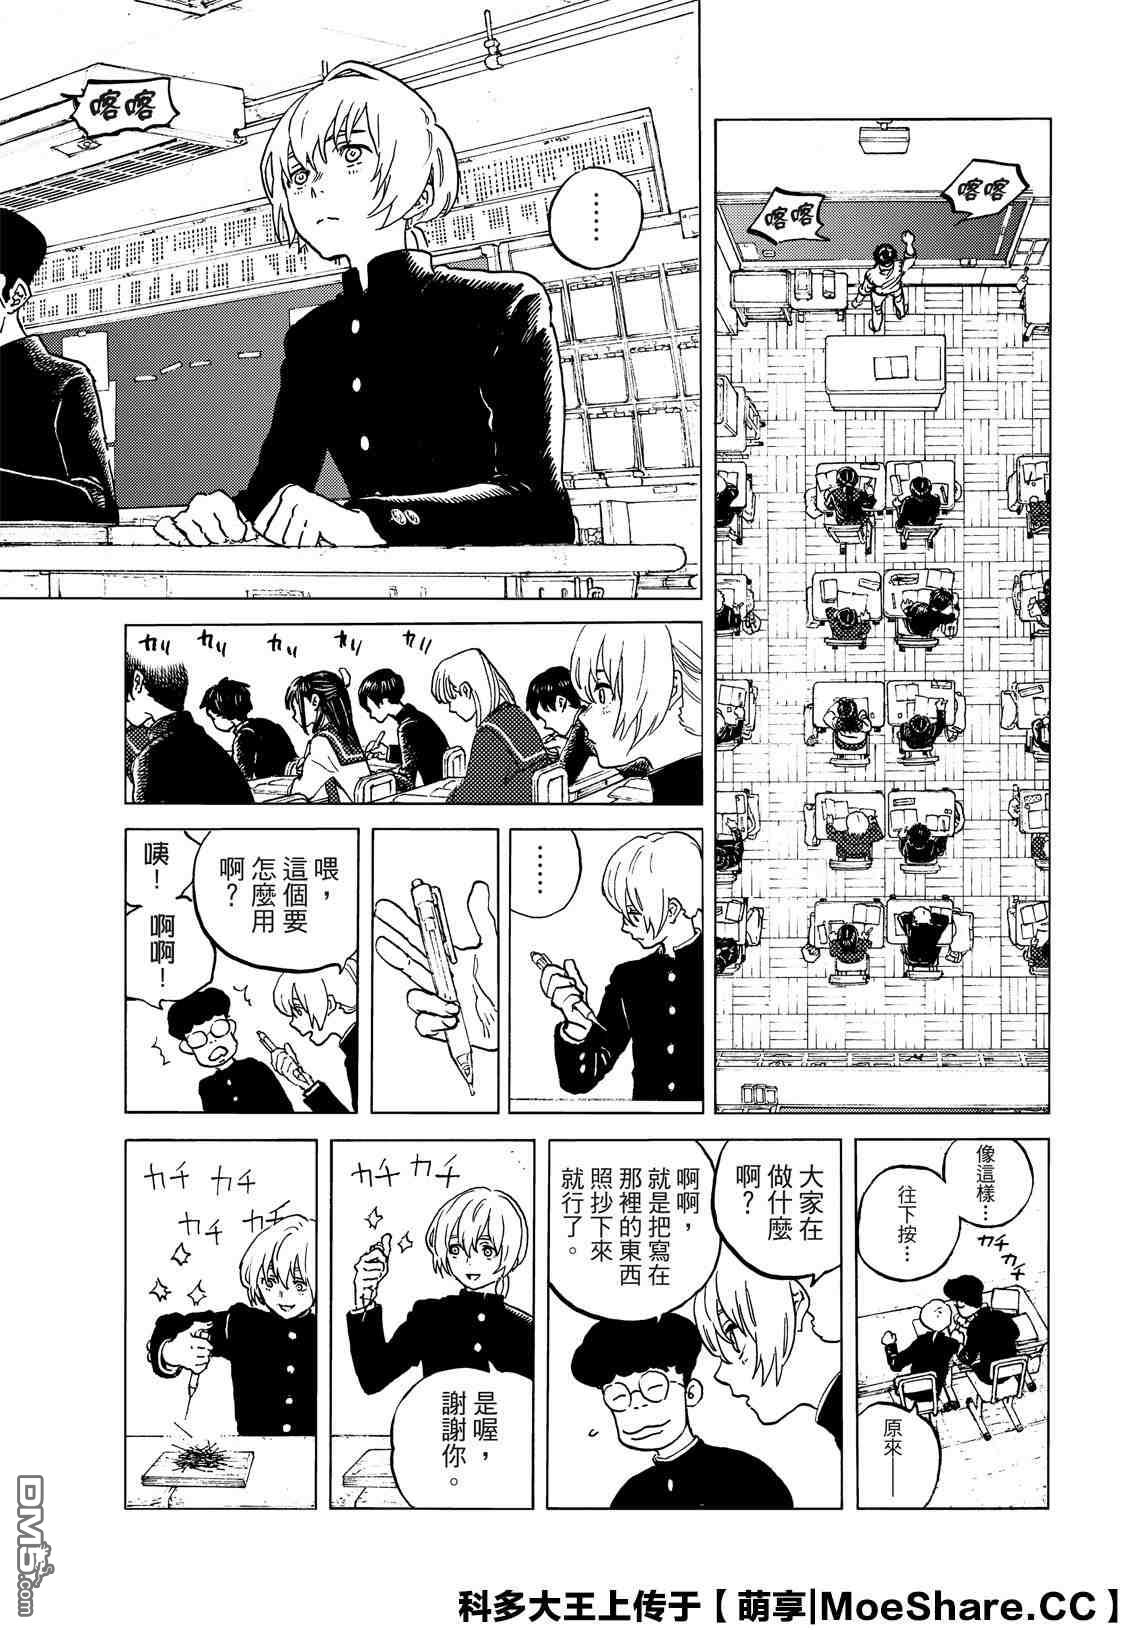 喀喀
喀喀
喀喀
……
カリ
カリ
カリ
カリ
カリ
……
喂，
這個要
怎麼用
啊？
咦！
啊啊！
像這樣…
往下按…
カチ
カチ
原來——
大家在
做什麼
啊？
啊啊，
就是把寫在
那裡的東西
照抄下來
就行了。
カチ カチ
是喔，
謝謝你。
カチ カチ
カチ カチ
DM5.com
科多大王上传于【萌享|MoeShare.CC】